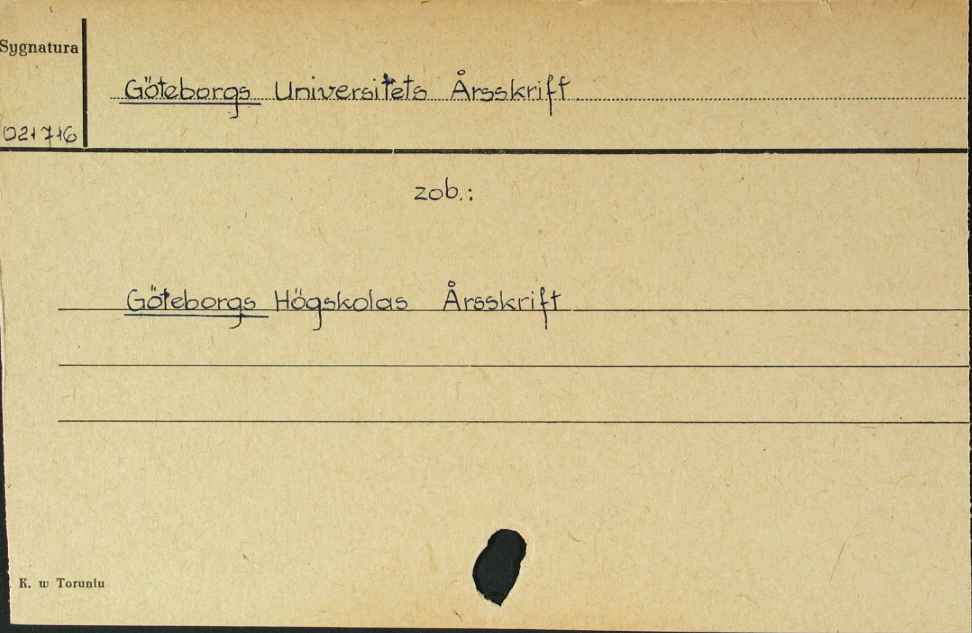 Sygnatura
Göteborgs Universitets Årsskrift
021716
zob.:
Göteborgs Högskolas Årsskrift
K. w Toruniu